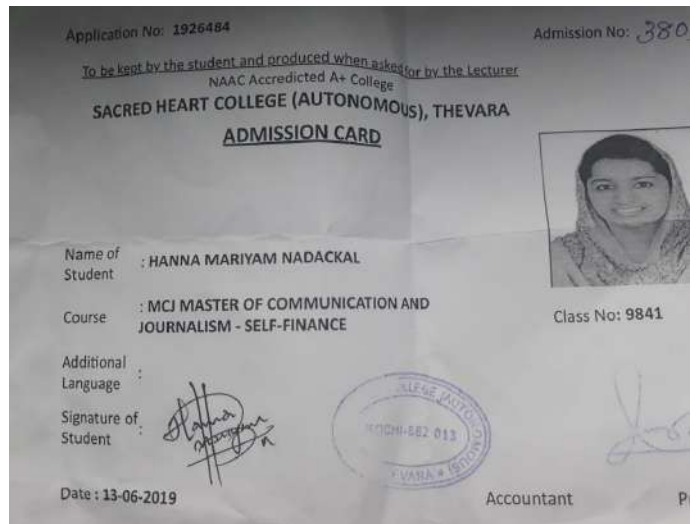 Application No: 1926484
Admission No: 380
To be kept by the student and produced when asked for by the Lecturer
NAAC Accredicted A+ College
SACRED HEART COLLEGE (AUTONOMOUS), THEVARA
ADMISSION CARD
Name of Student : HANNA MARIYAM NADACKAL
Course : MCJ MASTER OF COMMUNICATION AND
JOURNALISM - SELF-FINANCE
Class No: 9841
Additional
Language :
Signature of
Student : Hanna
Mariyam
KOCHI-682 013
Date : 13-06-2019
Accountant